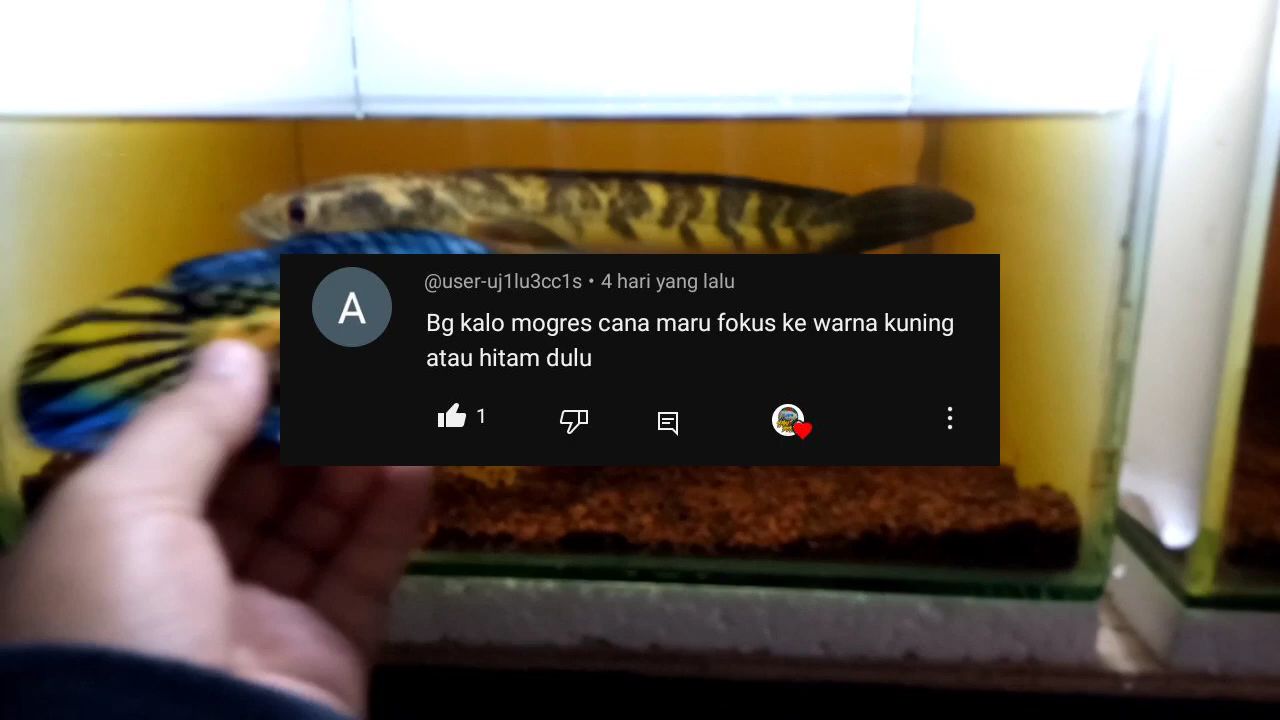 A
@user-uj1lu3cc1s • 4 hari yang lalu
Bg kalo mogres cana maru fokus ke warna kuning
atau hitam dulu
1